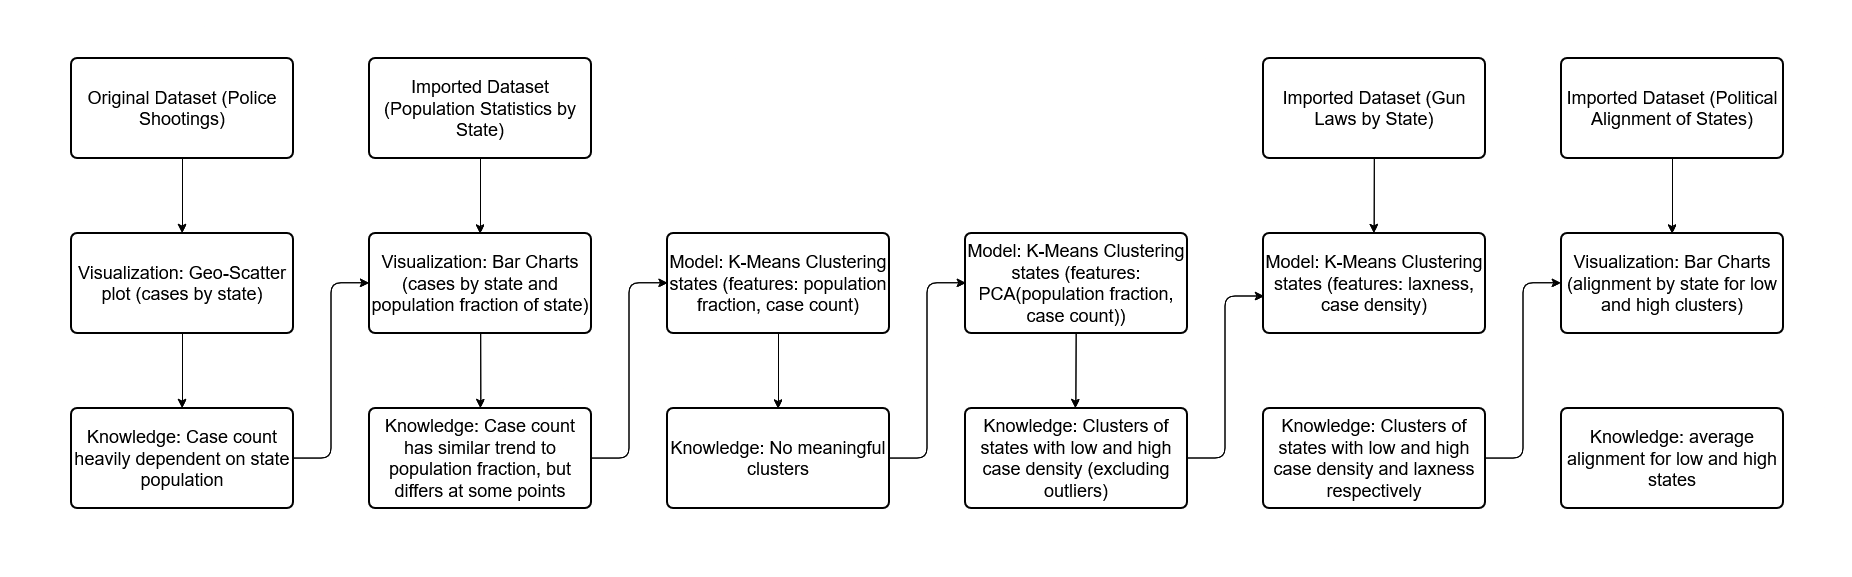 Original Dataset (Police
Shootings)
Imported Dataset
(Population Statistics by
State)
Imported Dataset (Gun
Laws by State)
Imported Dataset (Political
Alignment of States)
Visualization: Geo-Scatter
plot (cases by state)
Visualization: Bar Charts
(cases by state and
population fraction of state)
Model: K-Means Clustering
states (features: population
fraction, case count)
Model: K-Means Clustering
states (features:
PCA(population fraction,
case count))
Model: K-Means Clustering
states (features: laxness,
case density)
Visualization: Bar Charts
(alignment by state for low
and high clusters)
Knowledge: Case count
heavily dependent on state
population
Knowledge: Case count
has similar trend to
population fraction, but
differs at some points
Knowledge: No meaningful
clusters
Knowledge: Clusters of
states with low and high
case density (excluding
outliers)
Knowledge: Clusters of
states with low and high
case density and laxness
respectively
Knowledge: average
alignment for low and high
states